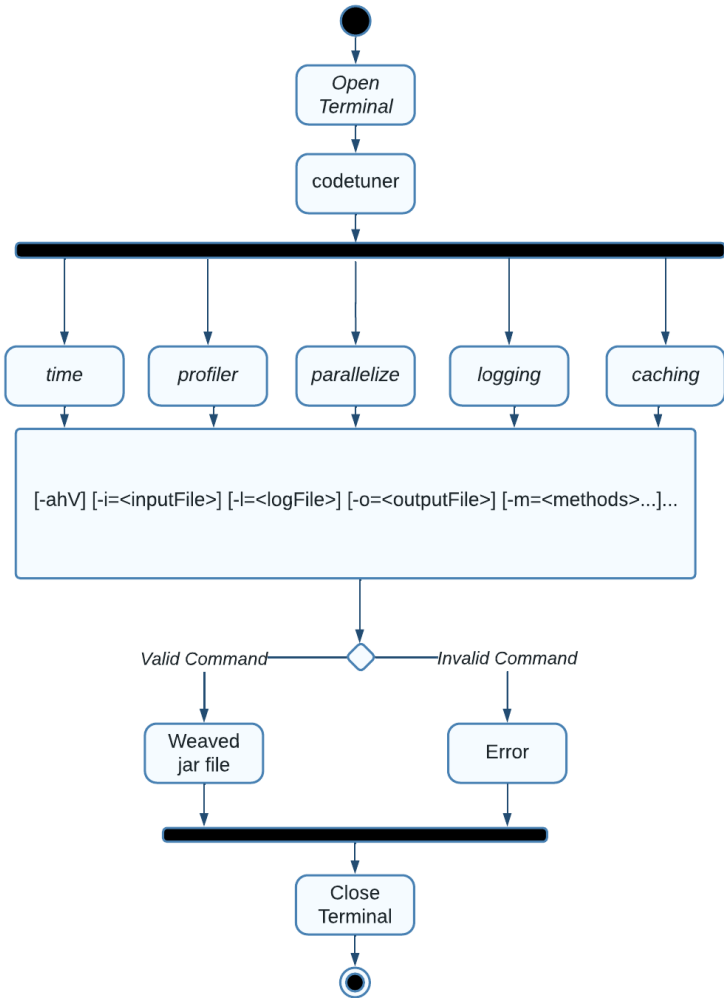 Open
Terminal
codetuner
time
profiler
parallelize
logging
caching
[-ahV] [-i=<inputFile>] [-l=<logFile>] [-o=<outputFile>] [-m=<methods>...]...
Valid Command
Invalid Command
Weaved
jar file
Error
Close
Terminal